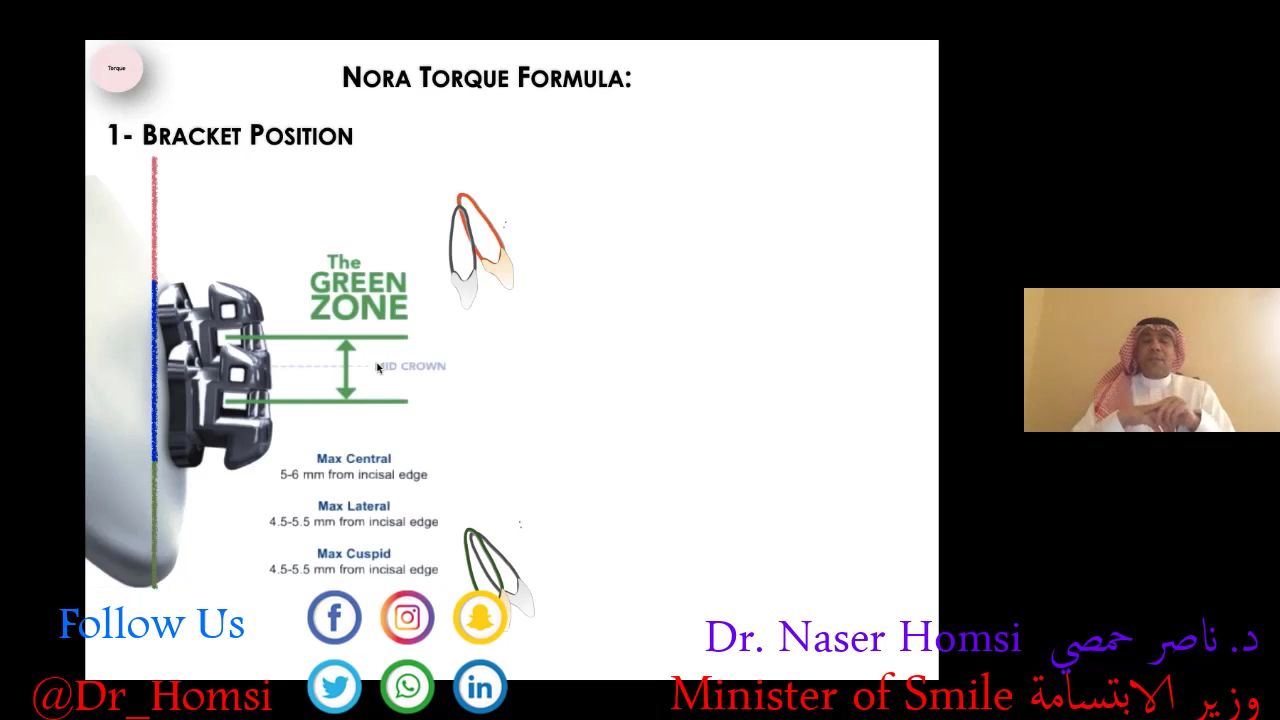 Torque
NORA TORQUE FORMULA:
1- BRACKET POSITION
The
GREEN
ZONE
MID CROWN
Max Central
5-6 mm from incisal edge
Max Lateral
4.5-5.5 mm from incisal edge
Max Cuspid
4.5-5.5 mm from incisal edge
Follow Us
@Dr_Homsi
Dr. Naser Homsi د. ناصر حمصي
Minister of Smile وزير الابتسامة